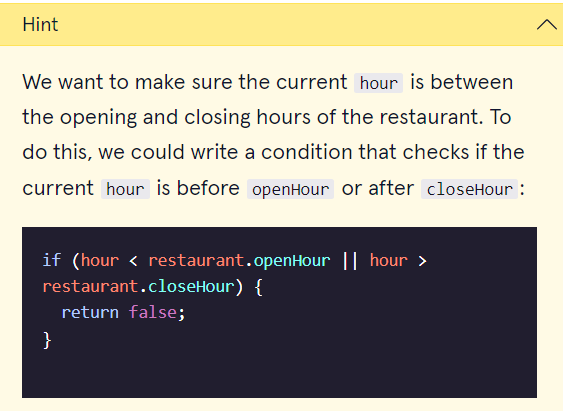 Hint
We want to make sure the current hour is between
the opening and closing hours of the restaurant. To
do this, we could write a condition that checks if the
current hour is before openHour or after closeHour:
if (hour < restaurant.openHour || hour >
restaurant.closeHour) {
  return false;
}